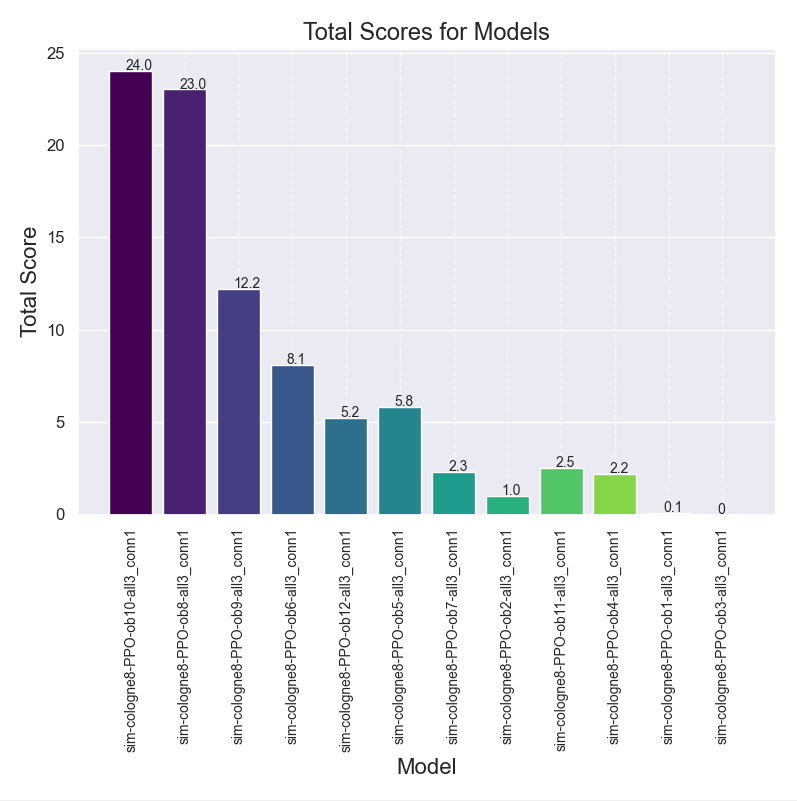 Total Scores for Models
Total Score
25
20
15
10
5
0
24.0
23.0
12.2
8.1
5.2
5.8
2.3
1.0
2.5
2.2
0.1
0
sim-cologne8-PPO-ob10-all3_conn1
sim-cologne8-PPO-ob8-all3_conn1
sim-cologne8-PPO-ob9-all3_conn1
sim-cologne8-PPO-ob6-all3_conn1
sim-cologne8-PPO-ob12-all3_conn1
sim-cologne8-PPO-ob5-all3_conn1
sim-cologne8-PPO-ob7-all3_conn1
sim-cologne8-PPO-ob2-all3_conn1
sim-cologne8-PPO-ob11-all3_conn1
sim-cologne8-PPO-ob4-all3_conn1
sim-cologne8-PPO-ob1-all3_conn1
sim-cologne8-PPO-ob3-all3_conn1
Model